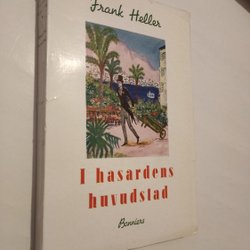 Frank Heller
I hasardens
huvudstad
Bonniers